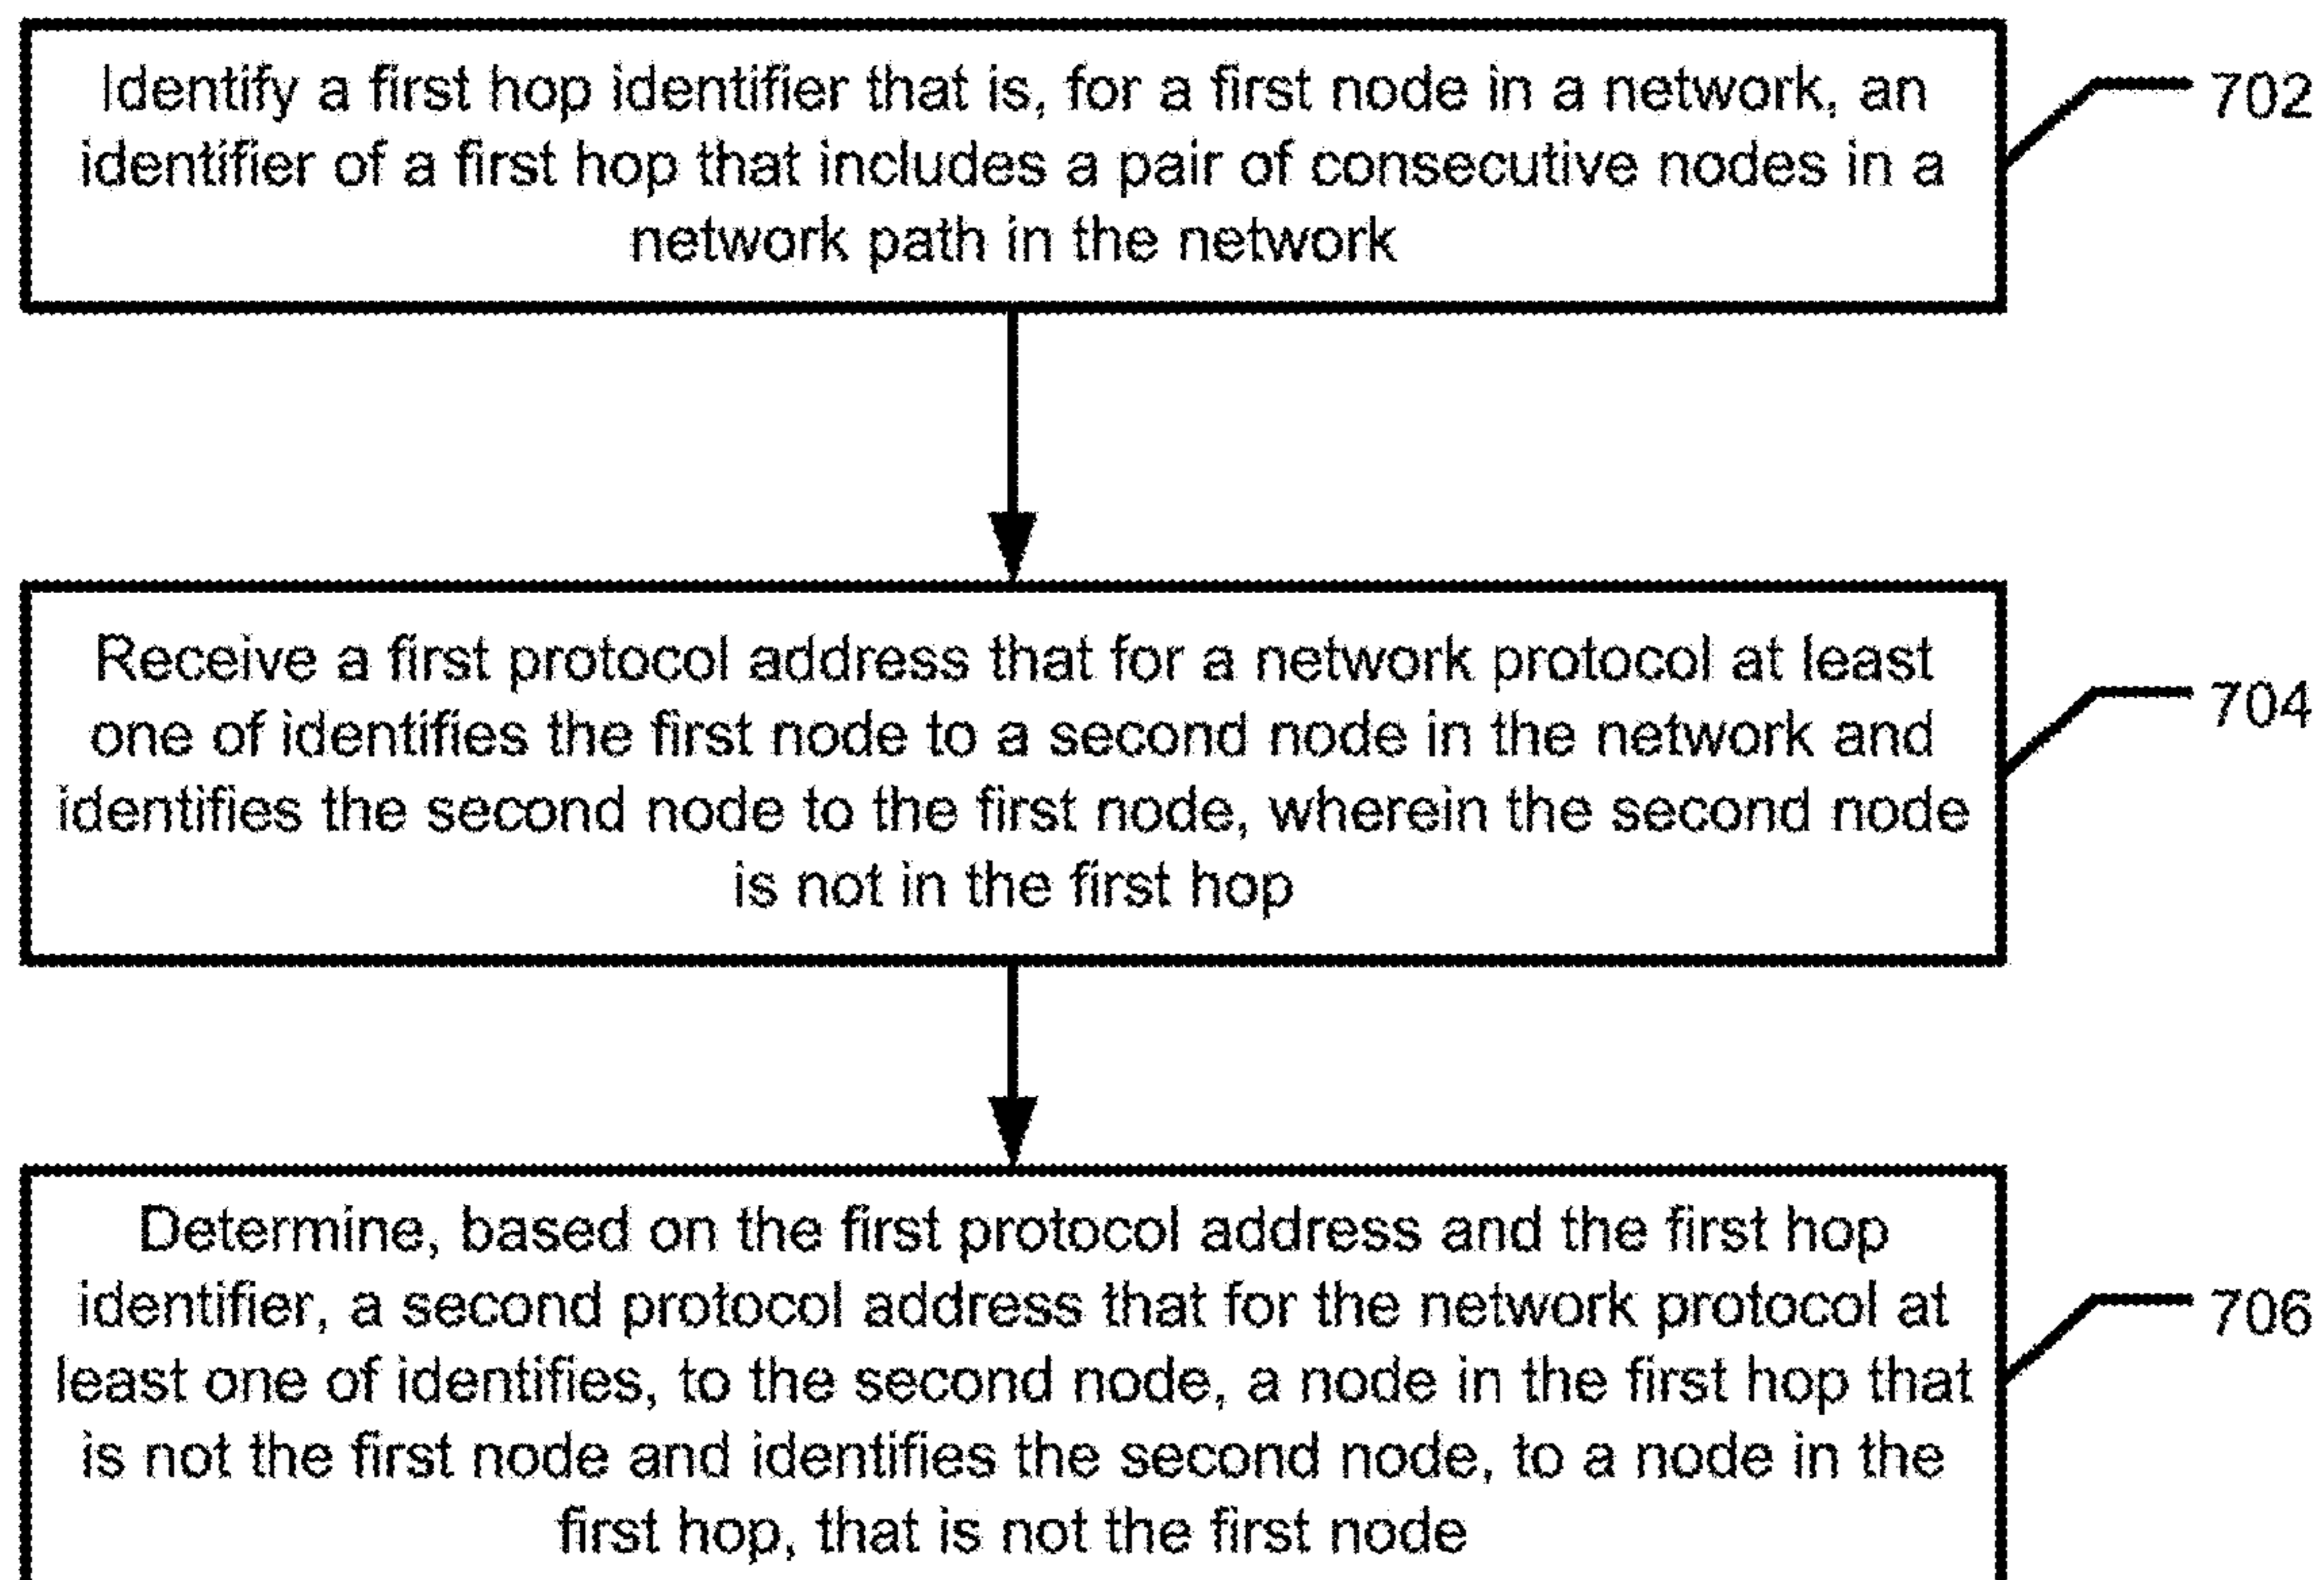 Identify a first hop identifier that is, for a first node in a network, an
identifier of a first hop that includes a pair of consecutive nodes in a
network path in the network
702
Receive a first protocol address that for a network protocol at least
one of identifies the first node to a second node in the network and
identifies the second node to the first node, wherein the second node
is not in the first hop
704
Determine, based on the first protocol address and the first hop
identifier, a second protocol address that for the network protocol at
least one of identifies, to the second node, a node in the first hop that
is not the first node and identifies the second node, to a node in the
first hop, that is not the first node
706